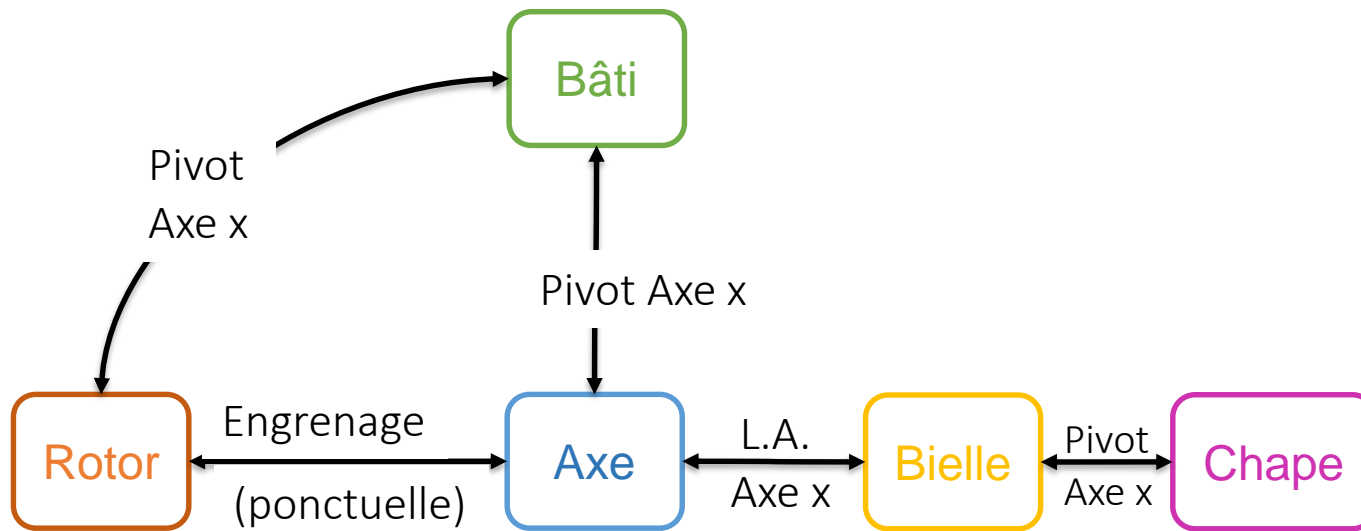 Bâti
Pivot
Axe x
Pivot Axe x
Rotor
Engrenage
(ponctuelle)
Axe
L.A.
Axe x
Bielle
Pivot
Axe x
Chape